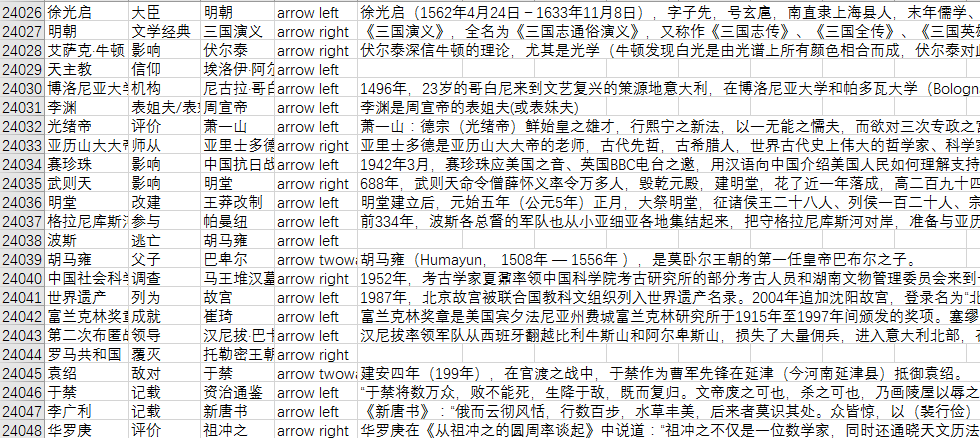 24026 徐光启 大臣 明朝 arrow left 徐光启（1562年4月24日－1633年11月8日），字子先，号玄扈，南直隶上海县人，末年儒学、
24027 明朝 文学经典 三国演义 arrow right 《三国演义》，全名为《三国志通俗演义》，又称作《三国志传》、《三国全传》、《三国英
24028 艾萨克·牛顿 影响 伏尔泰 arrow right 伏尔泰深信牛顿的理论，尤其是光学（牛顿发现白光是由光谱上所有颜色相合而成，伏尔泰对此
24029 天主教 信仰 埃洛伊·阿尔 arrow left
24030 博洛尼亚大学 机构 尼古拉·哥白 arrow left 1496年，23岁的哥白尼来到文艺复兴的策源地意大利，在博洛尼亚大学和帕多瓦大学（Bologn
24031 李渊 表姐夫/表妹 周宣帝 arrow left 李渊是周宣帝的表姐夫(或表妹夫)
24032 光绪帝 评价 萧一山 arrow left 萧一山：德宗（光绪帝）鲜始皇之雄才，行熙宁之新法，以一无能之懦夫，而欲对三次专政之
24033 亚历山大大帝 师从 亚里士多德 arrow right 亚里士多德是亚历山大大帝的老师，古代先哲，古希腊人，世界古代史上伟大的哲学家、科学家
24034 赛珍珠 影响 中国抗日战 arrow left 1942年3月，赛珍珠应美国之音、英国BBC电台之邀，用汉语向中国介绍美国人民如何理解支持
24035 武则天 影响 明堂 arrow right 688年，武则天命令僧薛怀义率令万多人，毁乾元殿，建明堂，花了近一年落成，高二百九十四
24036 明堂 改建 王莽改制 arrow left 明堂建立后，元始五年（公元5年）正月，大祭明堂，征诸侯王二十八人、列侯一百二十人、宗
24037 格拉尼库斯河 参与 帕曼纽 arrow left 前334年，波斯各总督的军队也从小亚细亚各地集结起来，把守格拉尼库斯河对岸，准备与亚历
24038 波斯 逃亡 胡马雍 arrow left
24039 胡马雍 父子 巴卑尔 arrow twowa 胡马雍（Humayun， 1508年 — 1556年 ），是莫卧尔王朝的第一任皇帝巴布尔之子。
24040 中国社会科学 调查 马王堆汉墓 arrow right 1952年，考古学家夏鼐率领中国科学院考古研究所的部分考古人员和湖南文物管理委员会来到长
24041 世界遗产 列为 故宫 arrow left 1987年，北京故宫被联合国教科文组织列入世界遗产名录。2004年追加沈阳故宫，登录名为“北
24042 富兰克林奖章 成就 崔琦 arrow left 富兰克林奖章是美国宾夕法尼亚州费城富兰克林研究所于1915年至1997年间颁发的奖项。塞缪
24043 第二次布匿战 领导 汉尼拔·巴卡 arrow left 汉尼拔率领军队从西班牙翻越比利牛斯山和阿尔卑斯山，损失了大量佣兵，进入意大利北部，在
24044 罗马共和国 覆灭 托勒密王朝 arrow right
24045 袁绍 敌对 于禁 arrow twowa 建安四年（199年），在官渡之战中，于禁作为曹军先锋在延津（今河南延津县）抵御袁绍。
24046 于禁 记载 资治通鉴 arrow left “于禁将数万众，败不能死，生降于敌，既而复归。文帝废之可也，杀之可也，乃画陵屋以辱之
24047 李广利 记载 新唐书 arrow left 《新唐书》：“俄而云彻风恬，行数百步，水草丰美，后来者莫识其处。众皆惊，以（裴行俭）
24048 华罗庚 评价 祖冲之 arrow right 华罗庚在《从祖冲之的圆周率谈起》中说道：“祖冲之不仅是一位数学家，同时还通晓天文历法